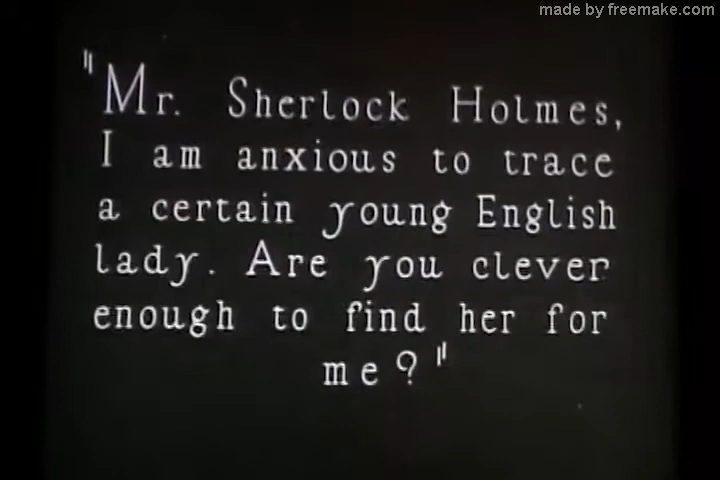 made by freemake.com
"Mr. Sherlock Holmes,
I am anxious to trace
a certain young English
lady. Are you clever
enough to find her for
me?"